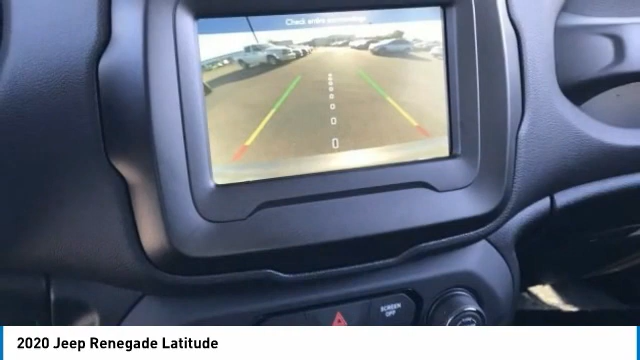 Check entire surroundings
SCREEN
OFF
2020 Jeep Renegade Latitude